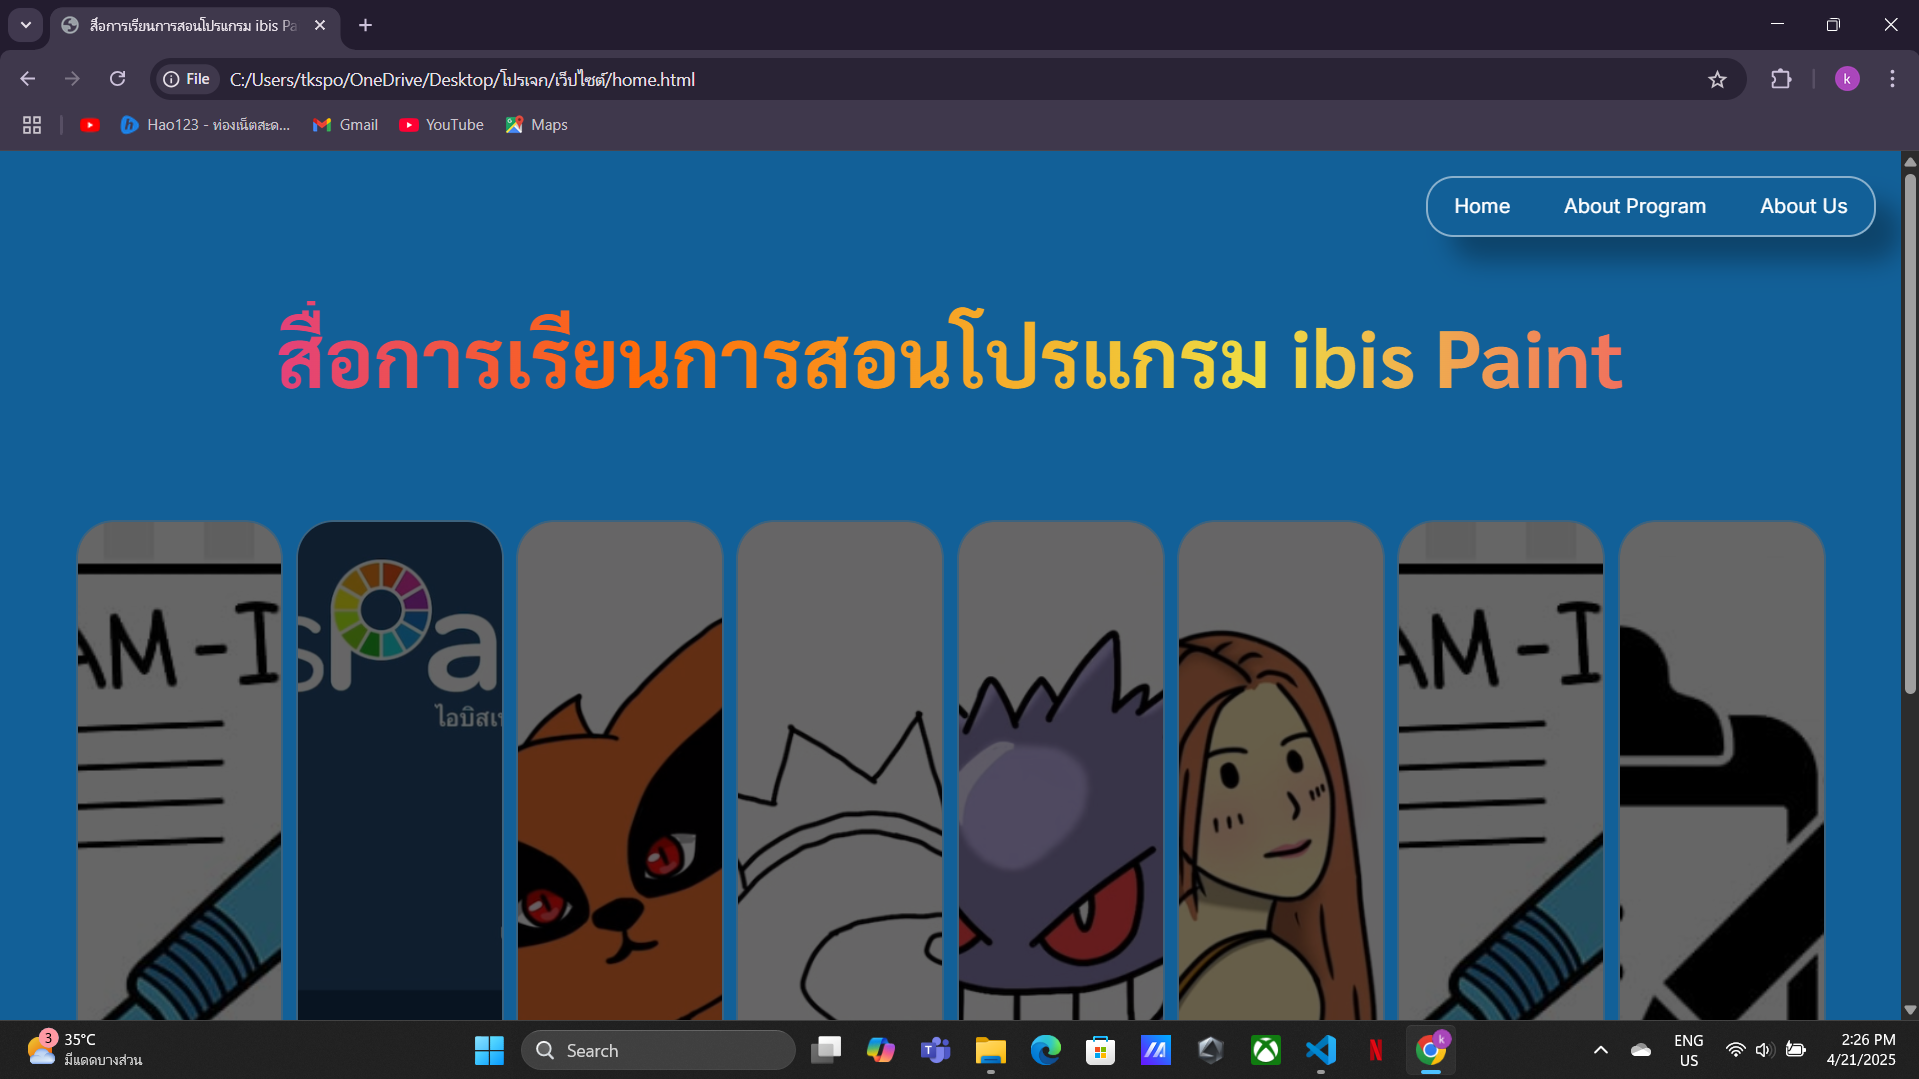 สื่อการเรียนการสอนโปรแกรม ibis Pa
File
C:/Users/tkspo/OneDrive/Desktop/โปรเจก/เว็ปไซต์/home.html
k
Hao123 - ท่องเน็ตสะด...
Gmail
YouTube
Maps
Home
About Program
About Us
สื่อการเรียนการสอนโปรแกรม ibis Paint
AM-I
sPa
ไอบิสเ
AM-I
3
35°C
มีแดดบางส่วน
Search
k
ENG
US
2:26 PM
4/21/2025